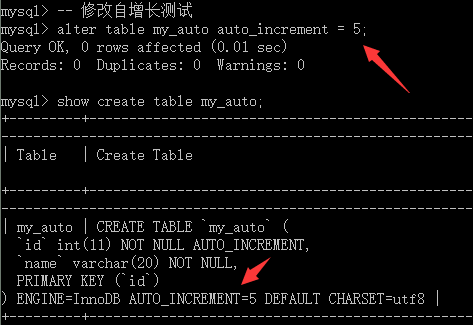 mysql> -- 修改自增长测试
mysql> alter table my_auto auto_increment = 5;
Query OK, 0 rows affected (0.01 sec)
Records: 0  Duplicates: 0  Warnings: 0
mysql> show create table my_auto;
+---------+--------------------------------------------
---------------------------------------------------------
| Table   | Create Table
+---------+--------------------------------------------
---------------------------------------------------------
| my_auto | CREATE TABLE `my_auto` (
  `id` int(11) NOT NULL AUTO_INCREMENT,
  `name` varchar(20) NOT NULL,
  PRIMARY KEY (`id`)
) ENGINE=InnoDB AUTO_INCREMENT=5 DEFAULT CHARSET=utf8 |
+---------+--------------------------------------------